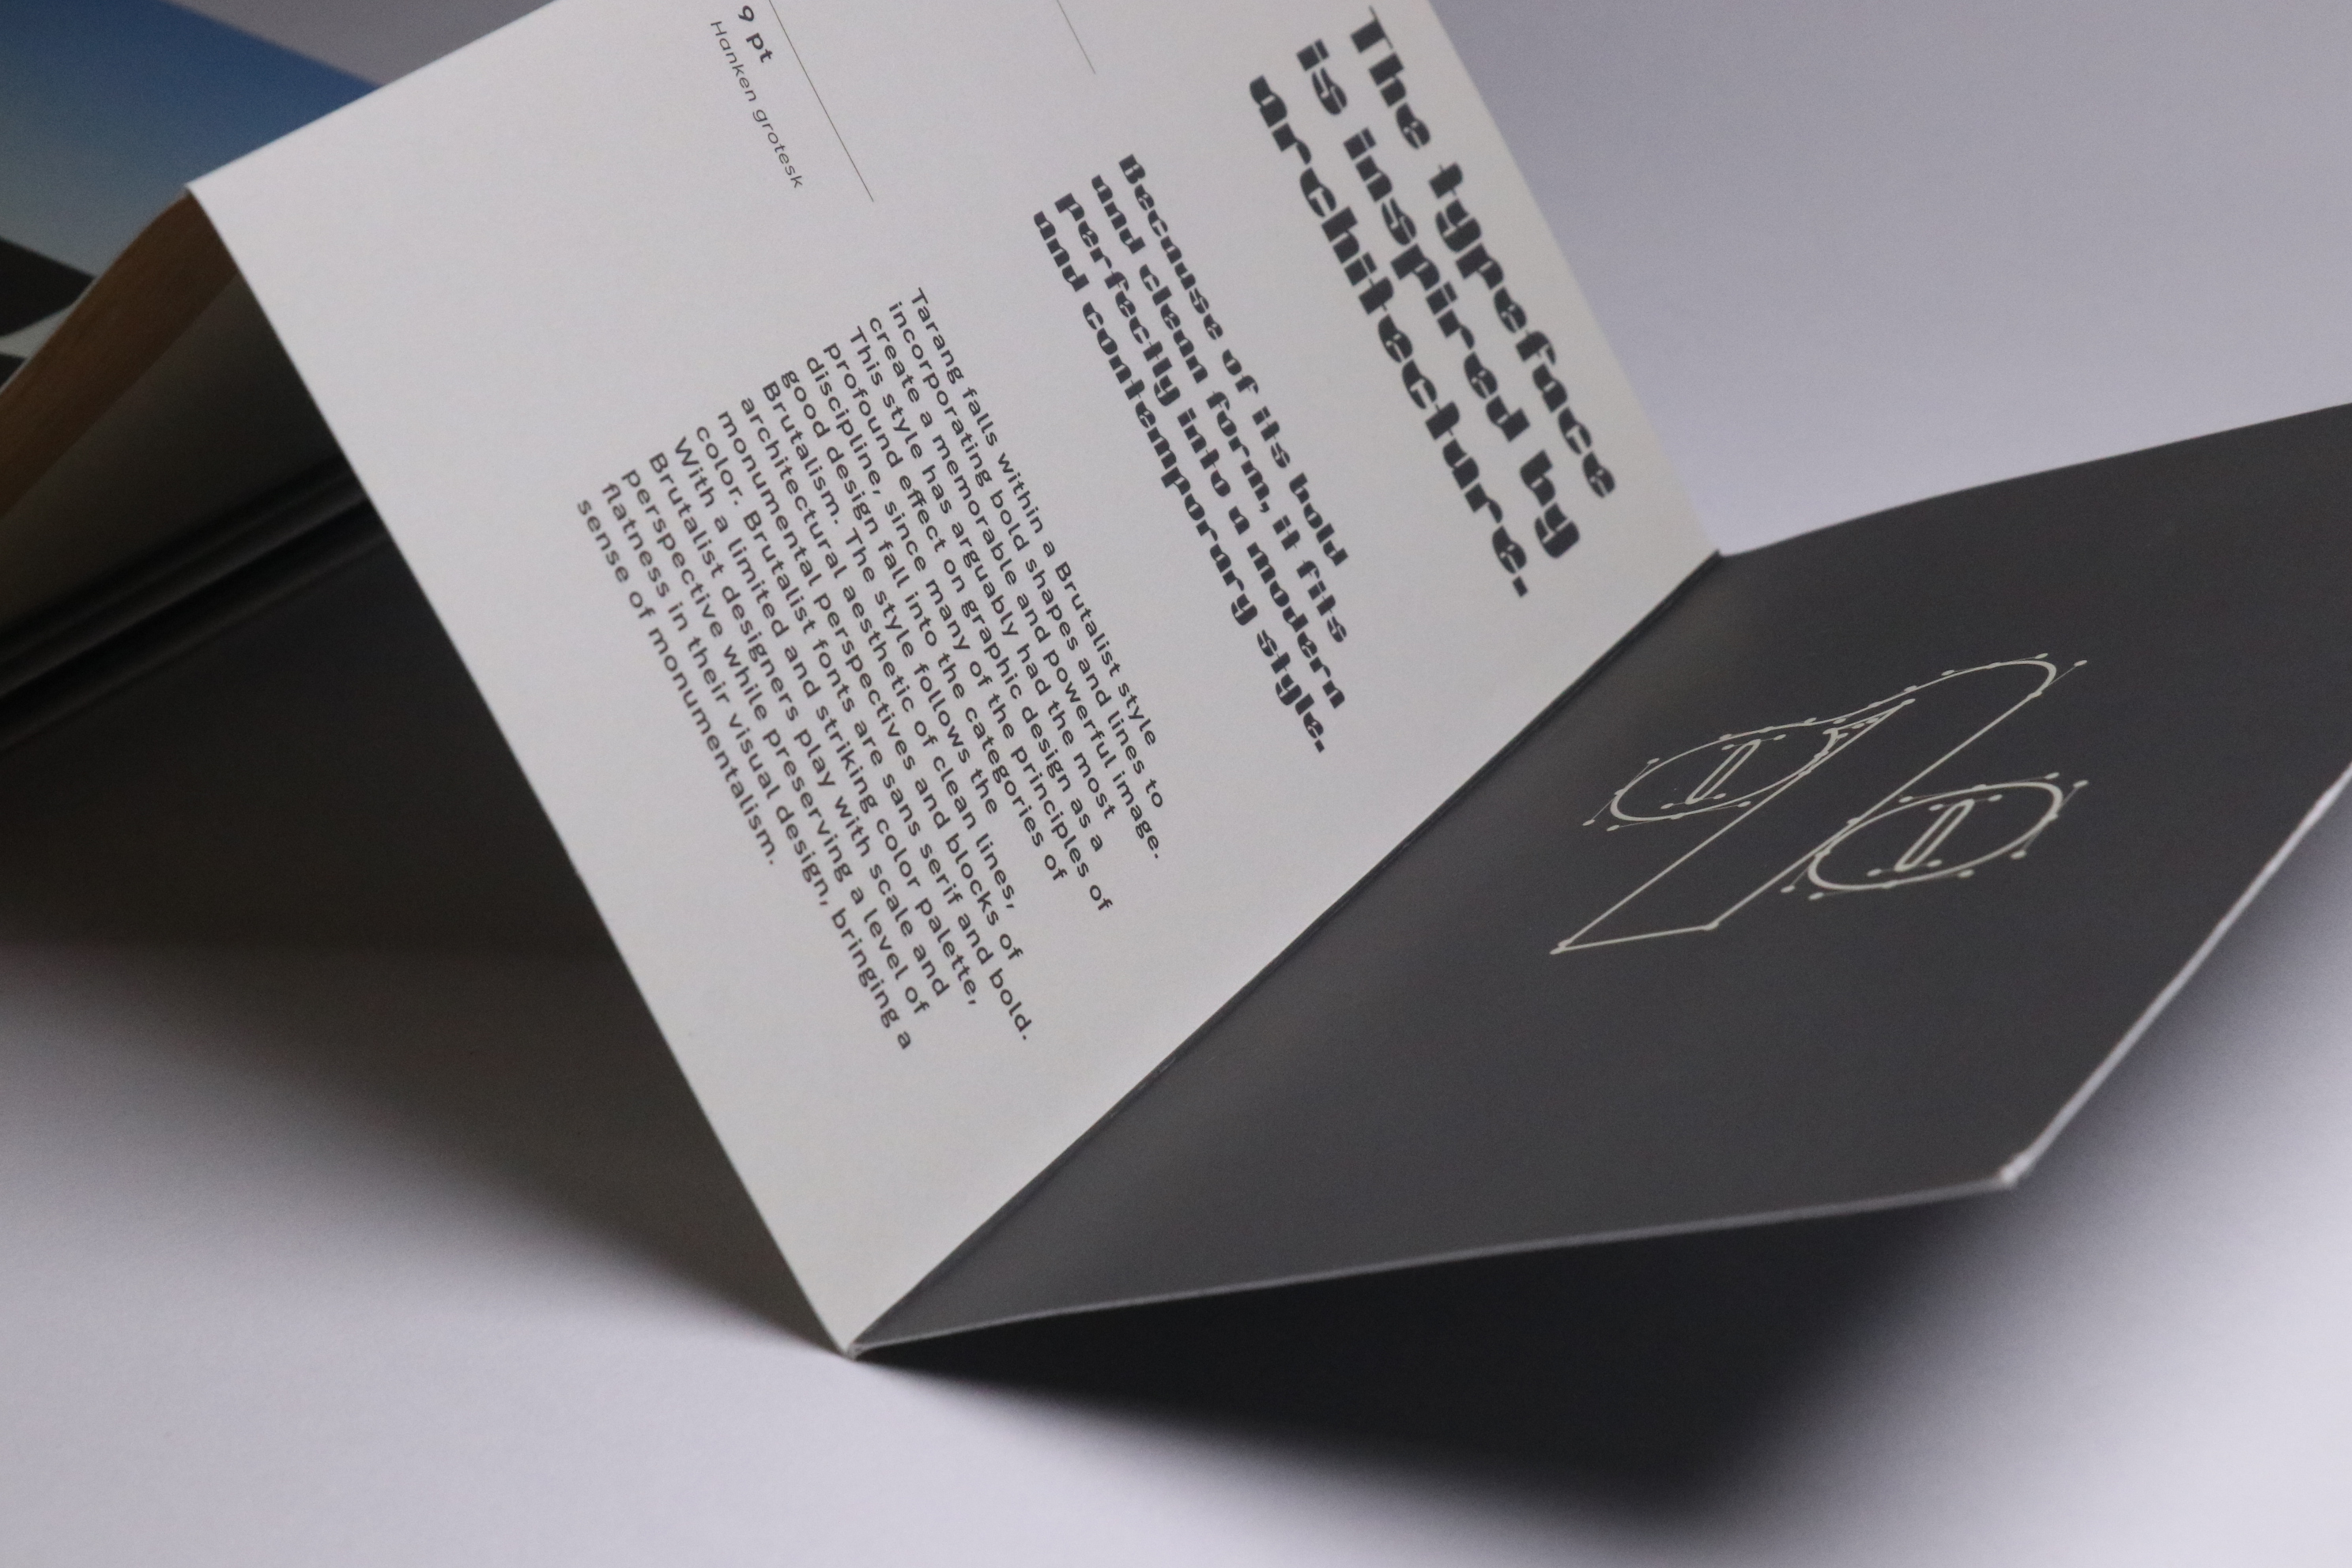 The typeface
is inspired by
architecture.
Because of its bold
and clean form, it fits
perfectly into a modern
and contemporary style.
9 pt
Hanken grotesk
Tarang falls within a Brutalist style
incorporating bold shapes and lines to
create a memorable and powerful image.
This style has arguably had the most
profound effect on graphic design as a
discipline, since many of the principles of
good design fall into the categories of
Brutalism. The style follows the
architectural aesthetic of clean lines,
monumental perspectives and blocks of
color. Brutalist fonts are sans serif and bold.
With a limited and striking color palette,
Brutalist designers play with scale and
perspective while preserving a level of
flatness in their visual design, bringing a
sense of monumentalism.
%